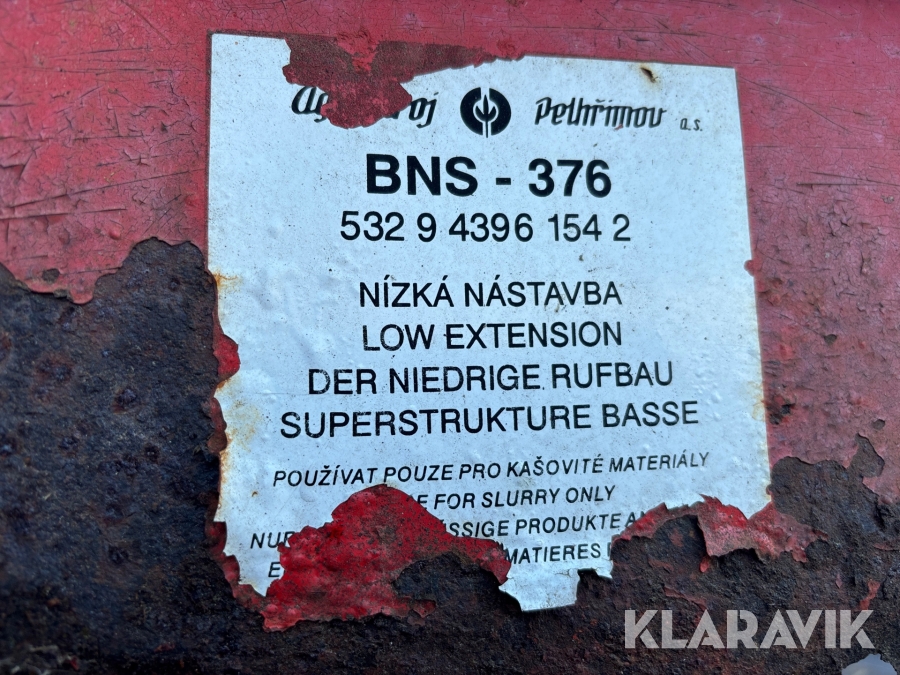 Pelhřimov a.s.
BNS - 376
532 9 4396 154 2
NÍZKÁ NÁSTAVBA
LOW EXTENSION
DER NIEDRIGE RUFBAU
SUPERSTRUKTURE BASSE
POUŽÍVAT POUZE PRO KAŠOVITÉ MATERIÁLY
FOR SLURRY ONLY
PRODUKTE
MATIERES
KLARAVIK